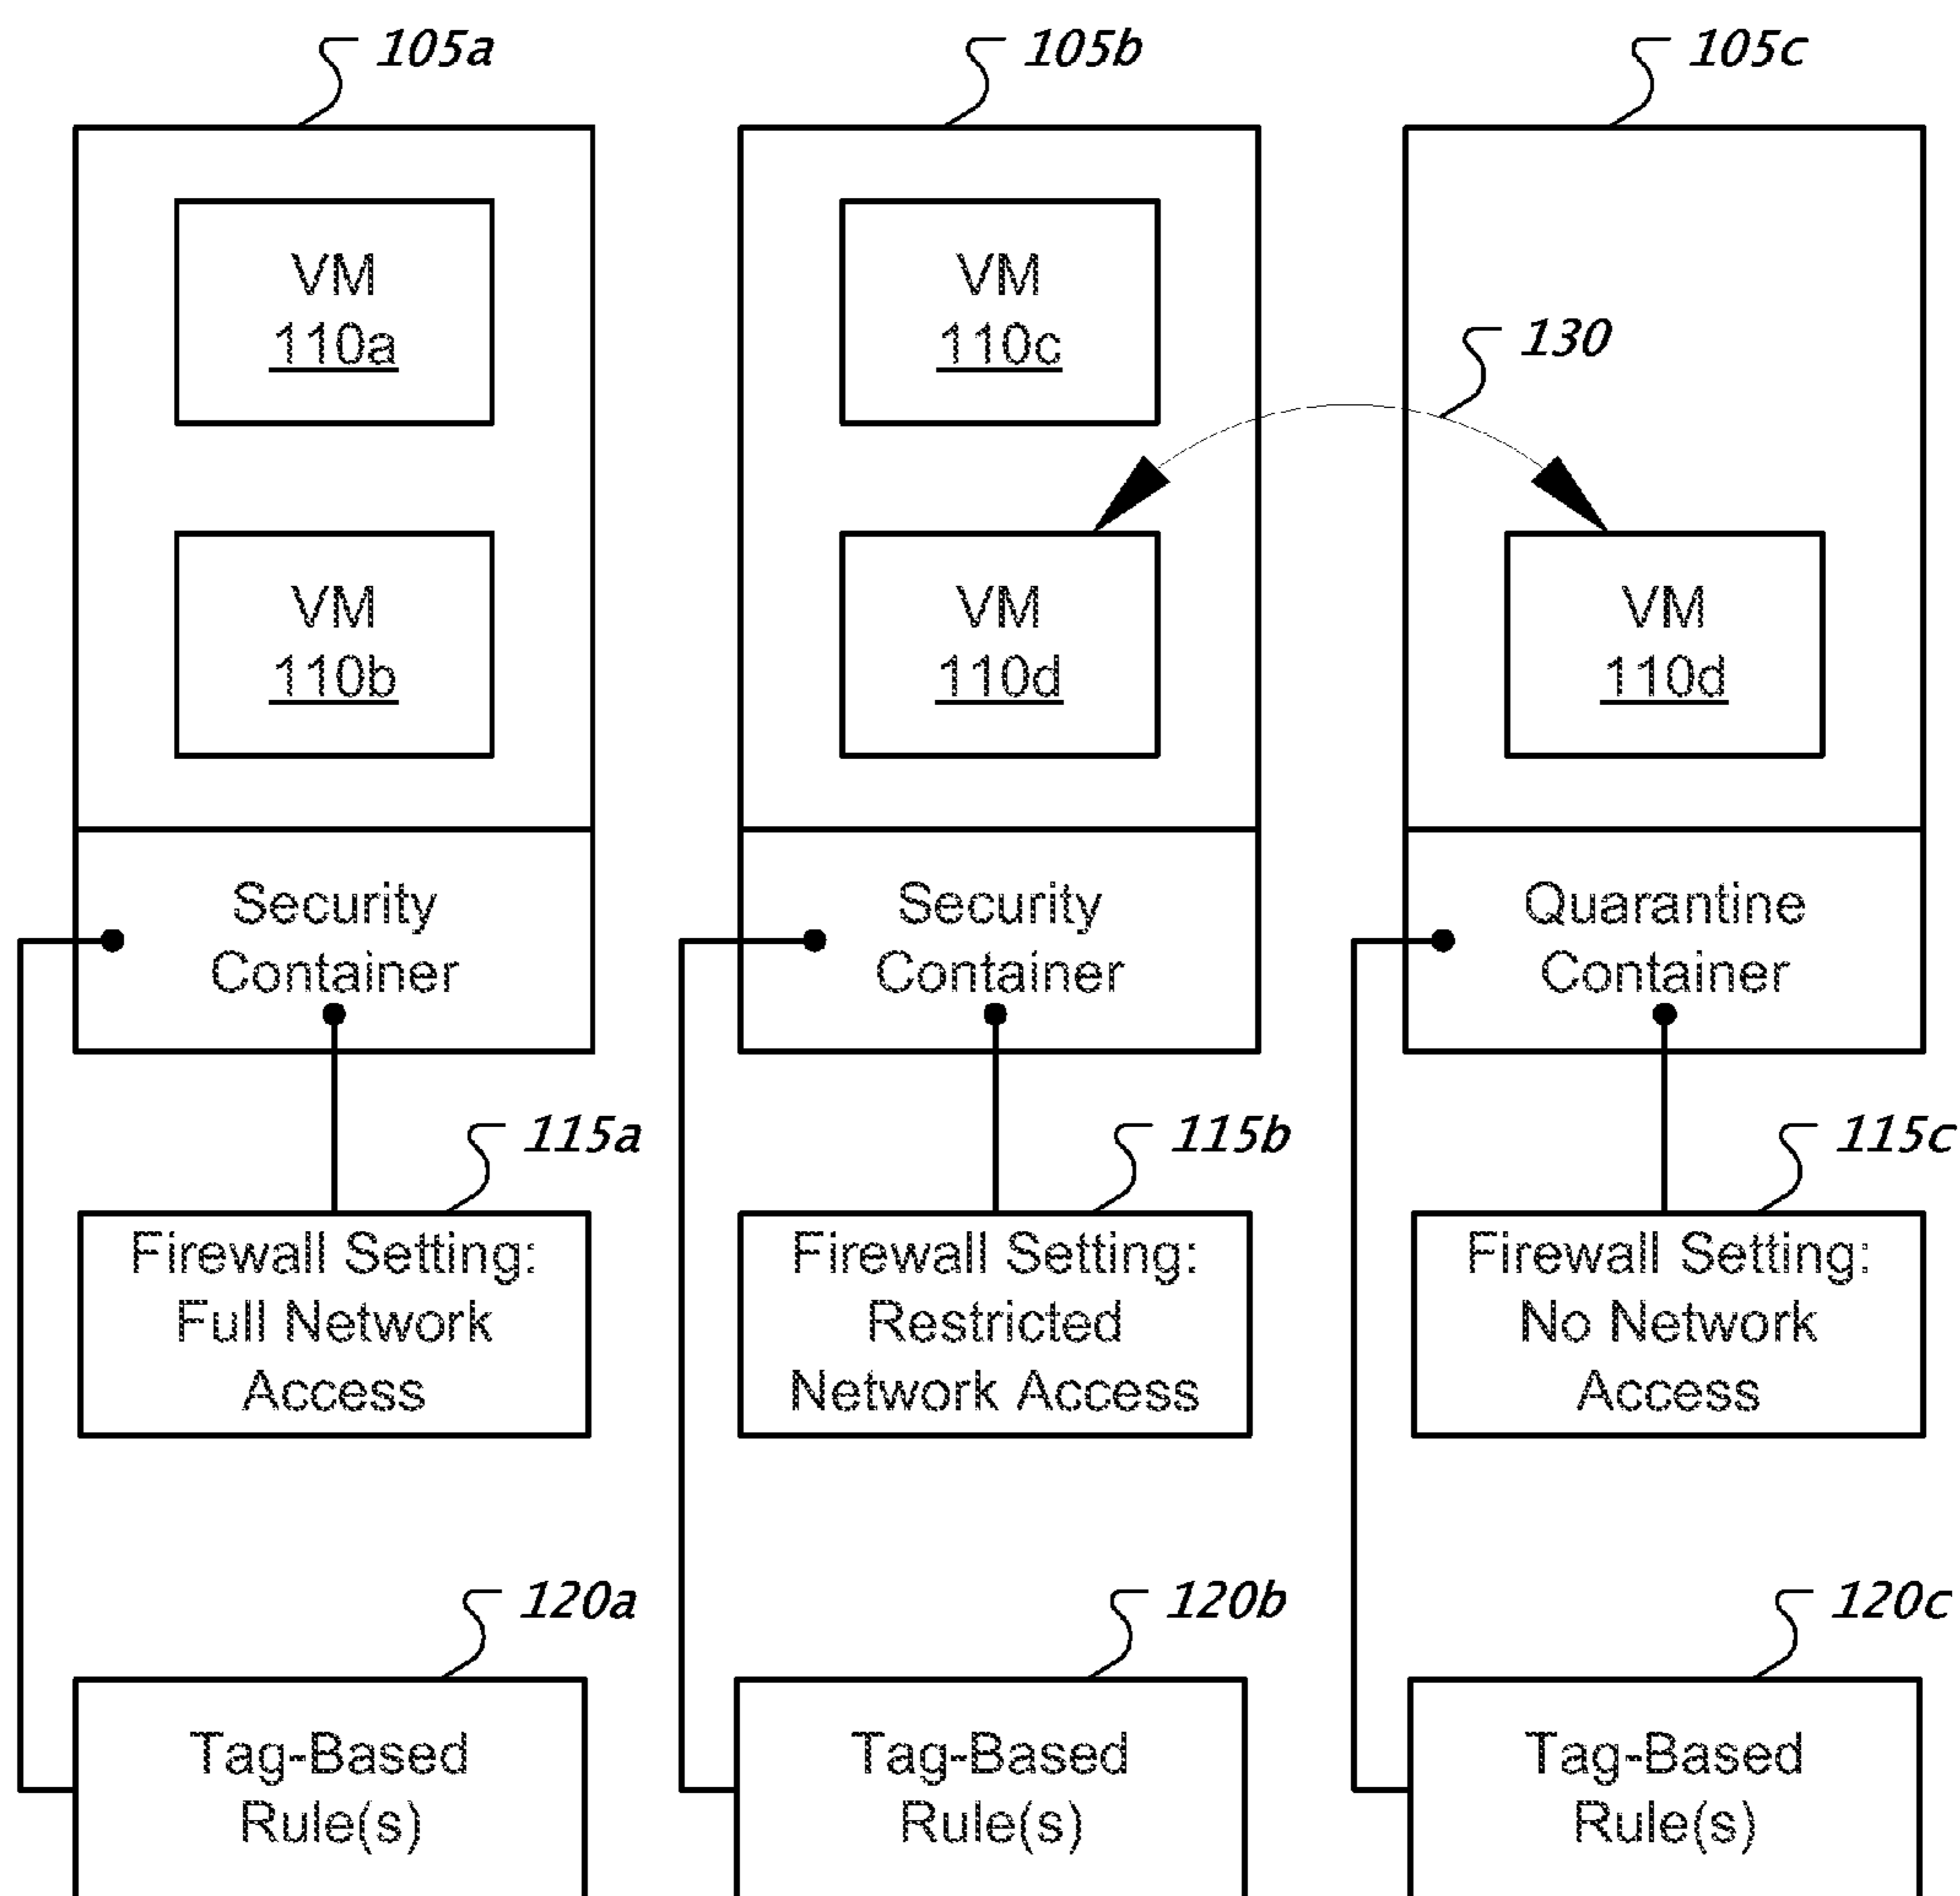 105a
105b
105c
VM
110a
VM
110c
130
VM
110b
VM
110d
VM
110d
Security
Container
Security
Container
Quarantine
Container
115a
115b
115c
Firewall Setting:
Full Network
Access
Firewall Setting:
Restricted
Network Access
Firewall Setting:
No Network
Access
120a
120b
120c
Tag-Based
Rule(s)
Tag-Based
Rule(s)
Tag-Based
Rule(s)